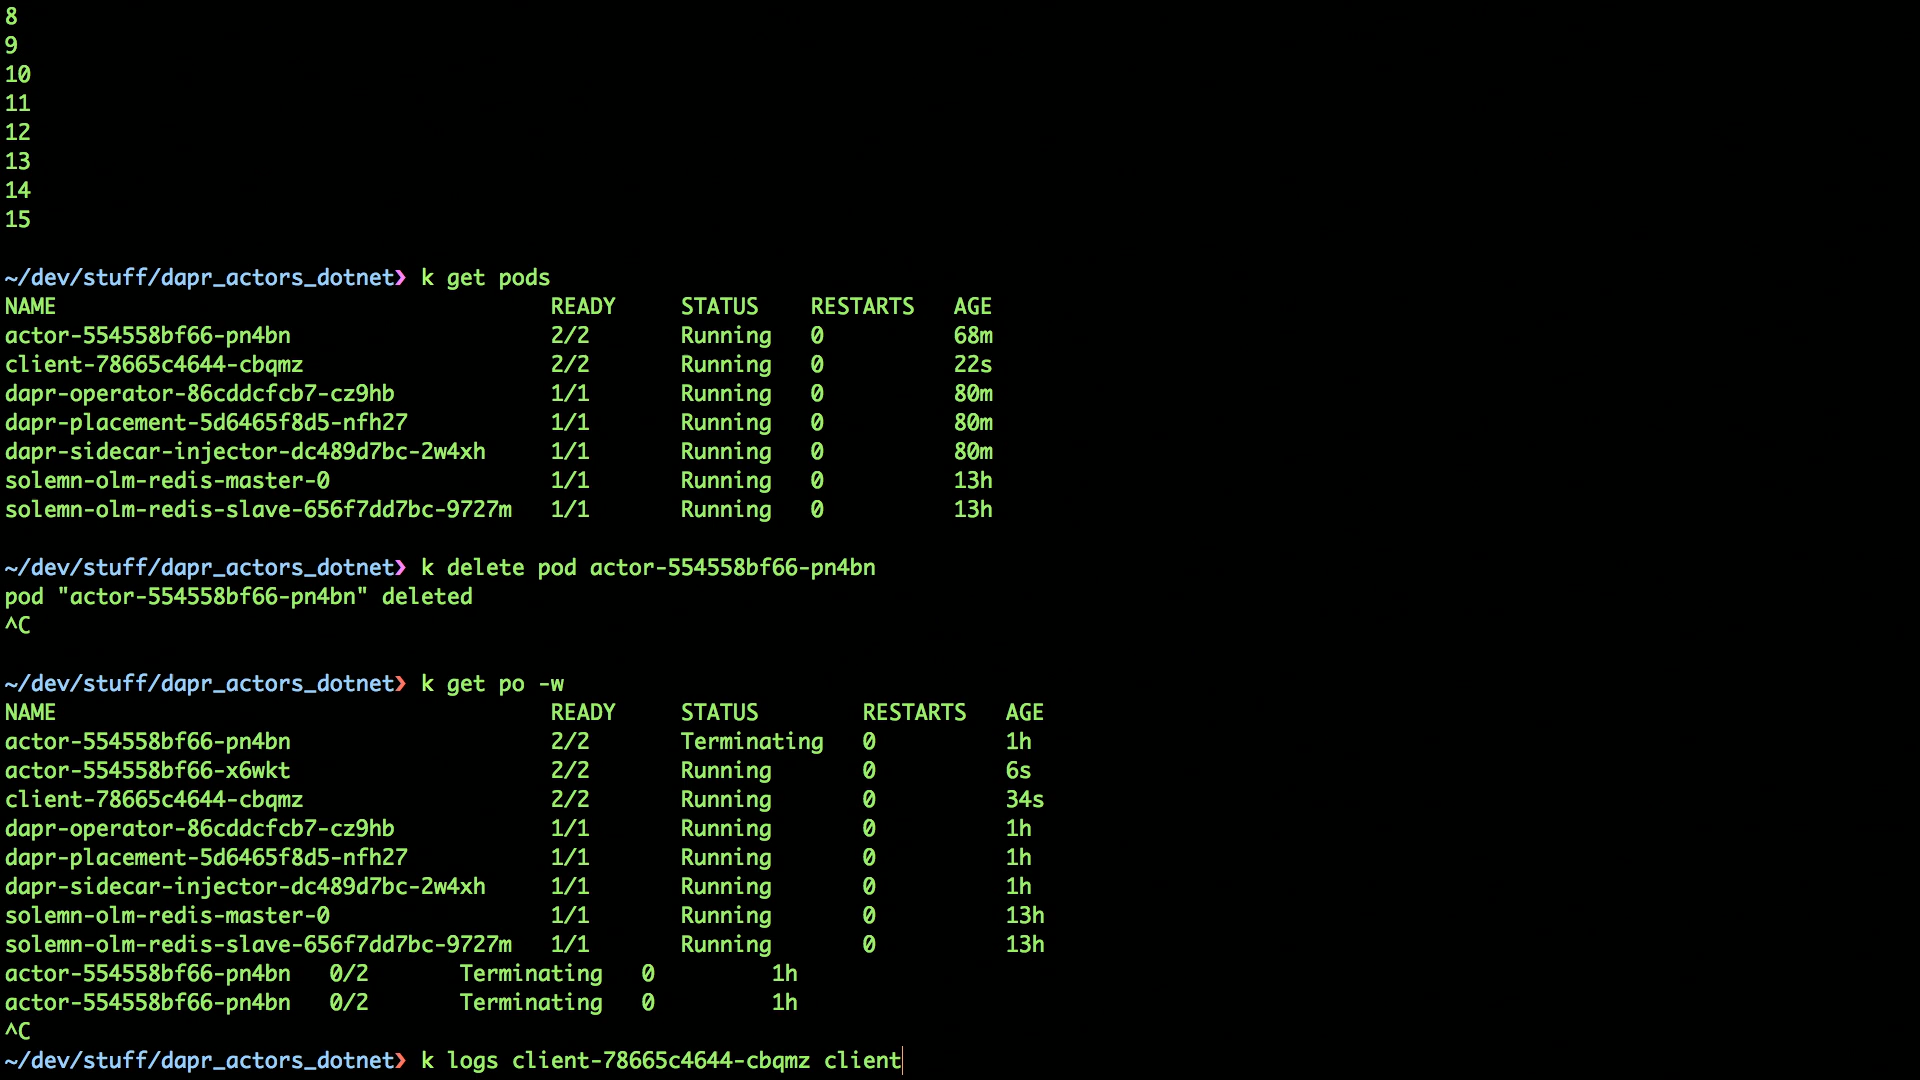 8
9
10
11
12
13
14
15
~/dev/stuff/dapr_actors_dotnet❯ k get pods
NAME READY STATUS RESTARTS AGE
actor-554558bf66-pn4bn 2/2 Running 0 68m
client-78665c4644-cbqmz 2/2 Running 0 22s
dapr-operator-86cddcfcb7-cz9hb 1/1 Running 0 80m
dapr-placement-5d6465f8d5-nfh27 1/1 Running 0 80m
dapr-sidecar-injector-dc489d7bc-2w4xh 1/1 Running 0 80m
solemn-olm-redis-master-0 1/1 Running 0 13h
solemn-olm-redis-slave-656f7dd7bc-9727m 1/1 Running 0 13h
~/dev/stuff/dapr_actors_dotnet❯ k delete pod actor-554558bf66-pn4bn
pod "actor-554558bf66-pn4bn" deleted
^C
~/dev/stuff/dapr_actors_dotnet❯ k get po -w
NAME READY STATUS RESTARTS AGE
actor-554558bf66-pn4bn 2/2 Terminating 0 1h
actor-554558bf66-x6wkt 2/2 Running 0 6s
client-78665c4644-cbqmz 2/2 Running 0 34s
dapr-operator-86cddcfcb7-cz9hb 1/1 Running 0 1h
dapr-placement-5d6465f8d5-nfh27 1/1 Running 0 1h
dapr-sidecar-injector-dc489d7bc-2w4xh 1/1 Running 0 1h
solemn-olm-redis-master-0 1/1 Running 0 13h
solemn-olm-redis-slave-656f7dd7bc-9727m 1/1 Running 0 13h
actor-554558bf66-pn4bn 0/2 Terminating 0 1h
actor-554558bf66-pn4bn 0/2 Terminating 0 1h
^C
~/dev/stuff/dapr_actors_dotnet❯ k logs client-78665c4644-cbqmz client